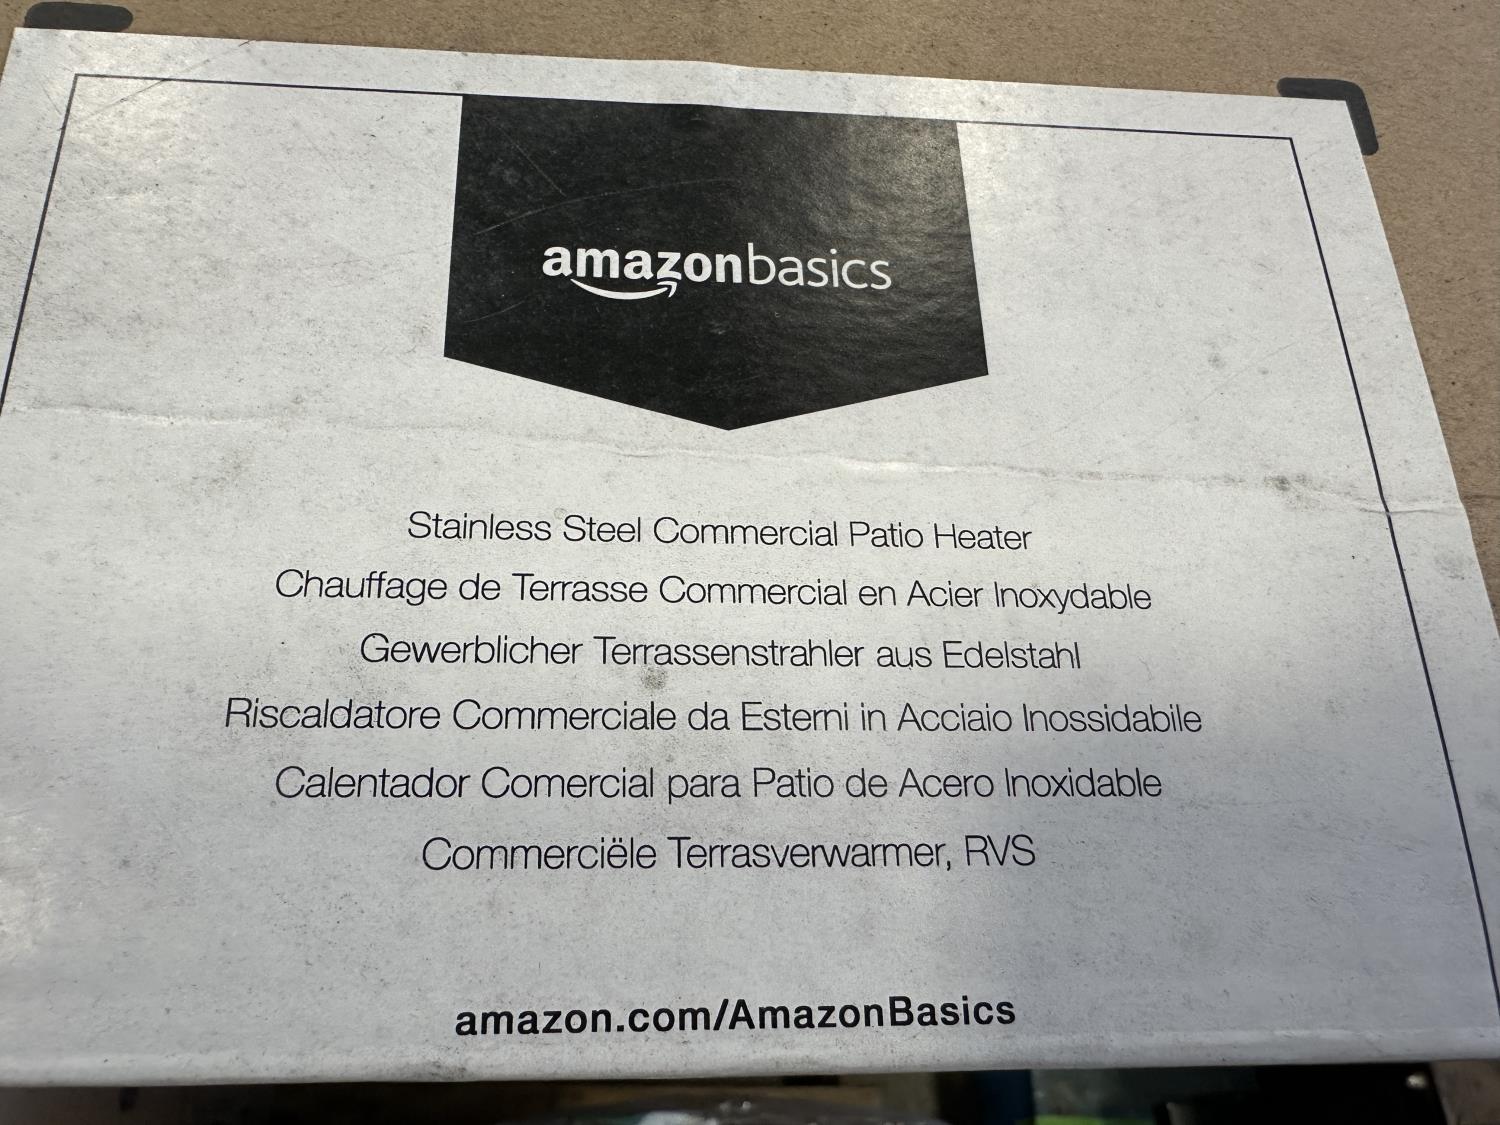 amazonbasics
Stainless Steel Commercial Patio Heater
Chauffage de Terrasse Commercial en Acier Inoxydable
Gewerblicher Terrassenstrahler aus Edelstahl
Riscaldatore Commerciale da Esterni in Acciaio Inossidabile
Calentador Comercial para Patio de Acero Inoxidable
Commerciële Terrasverwarmer, RVS
amazon.com/AmazonBasics